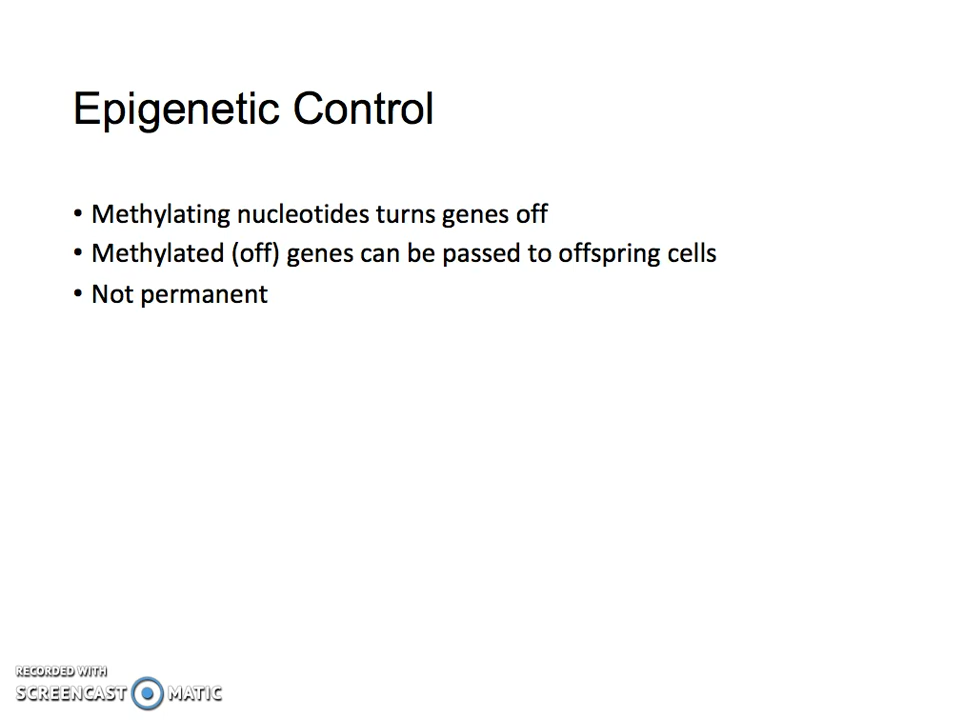 Epigenetic Control
• Methylating nucleotides turns genes off
• Methylated (off) genes can be passed to offspring cells
• Not permanent
RECORDED WITH
SCREENCAST MATIC